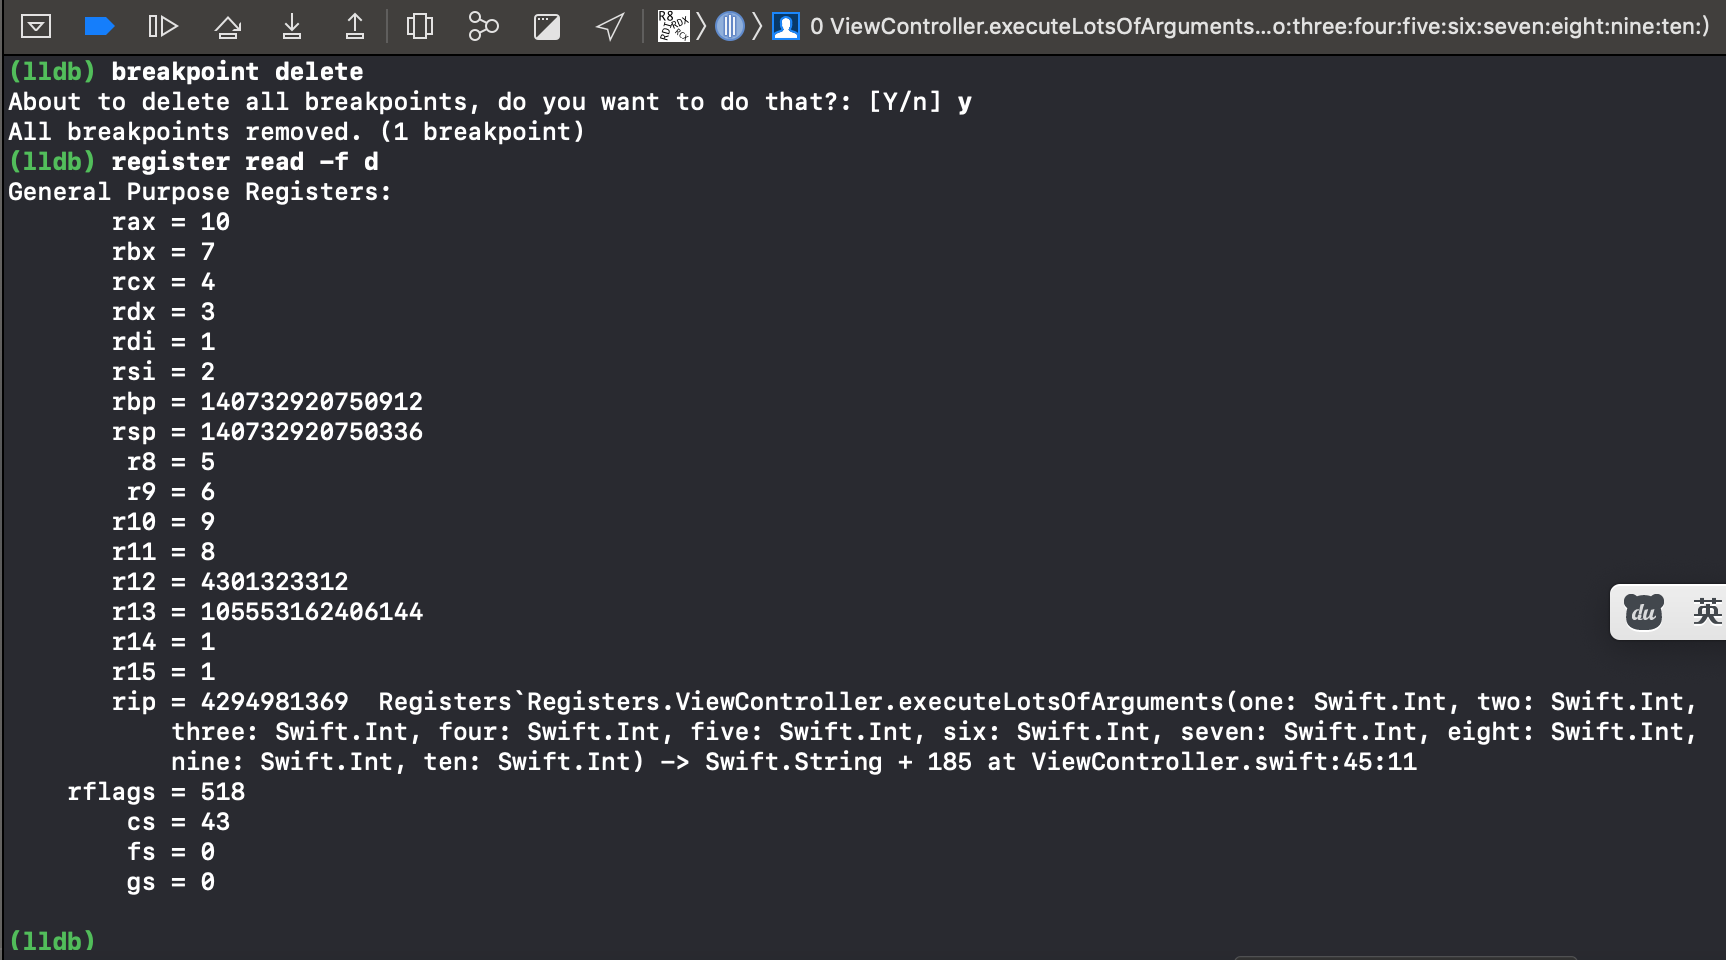 R8 RDX RDI RCX
0 ViewController.executeLotsOfArguments...o:three:four:five:six:seven:eight:nine:ten:)
(lldb) breakpoint delete
About to delete all breakpoints, do you want to do that?: [Y/n] y
All breakpoints removed. (1 breakpoint)
(lldb) register read -f d
General Purpose Registers:
rax = 10
rbx = 7
rcx = 4
rdx = 3
rdi = 1
rsi = 2
rbp = 140732920750912
rsp = 140732920750336
r8 = 5
r9 = 6
r10 = 9
r11 = 8
r12 = 4301323312
r13 = 105553162406144
r14 = 1
r15 = 1
rip = 4294981369  Registers`Registers.ViewController.executeLotsOfArguments(one: Swift.Int, two: Swift.Int,
three: Swift.Int, four: Swift.Int, five: Swift.Int, six: Swift.Int, seven: Swift.Int, eight: Swift.Int,
nine: Swift.Int, ten: Swift.Int) -> Swift.String + 185 at ViewController.swift:45:11
rflags = 518
cs = 43
fs = 0
gs = 0
(lldb)
du 英